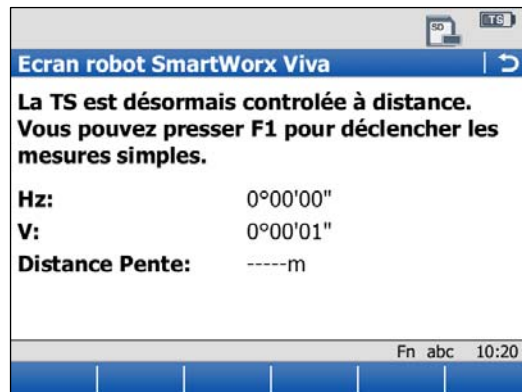 SD
TS
Ecran robot SmartWorx Viva
La TS est désormais controlée à distance.
Vous pouvez presser F1 pour déclencher les
mesures simples.
Hz: 0°00'00"
V: 0°00'01"
Distance Pente: -----m
Fn abc 10:20